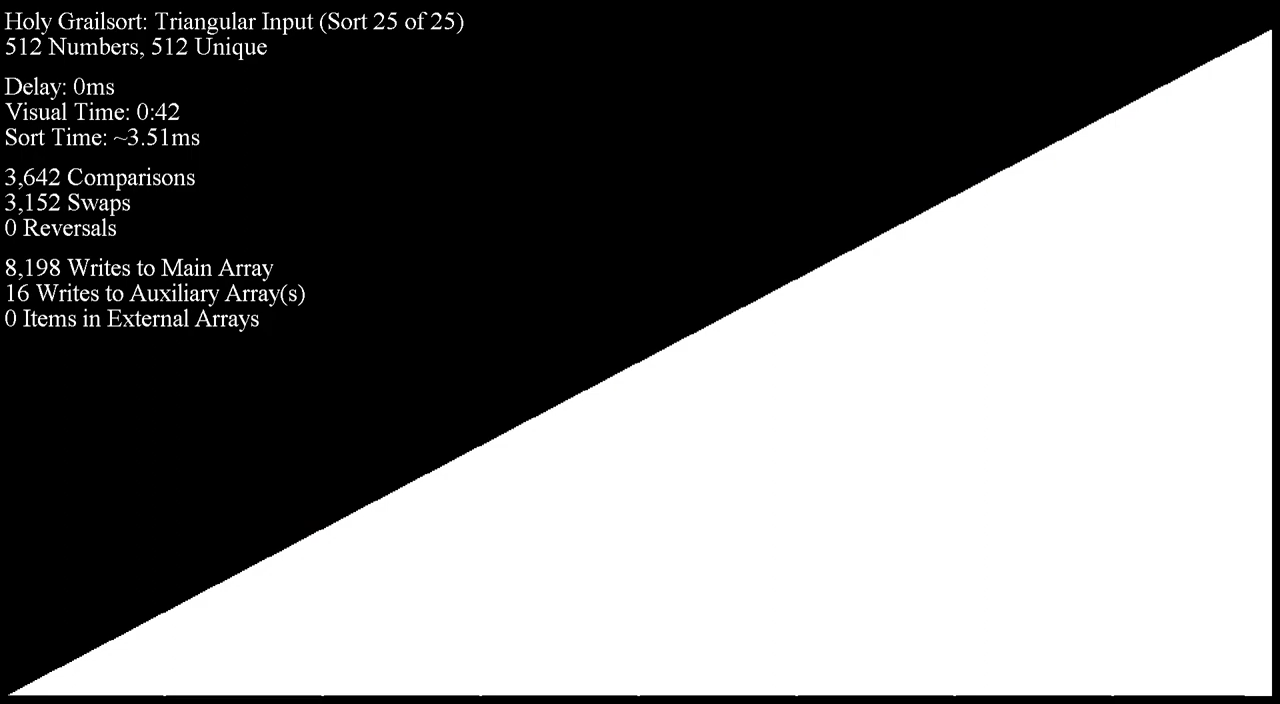 Holy Grailsort: Triangular Input (Sort 25 of 25)
512 Numbers, 512 Unique
Delay: 0ms
Visual Time: 0:42
Sort Time: ~3.51ms
3,642 Comparisons
3,152 Swaps
0 Reversals
8,198 Writes to Main Array
16 Writes to Auxiliary Array(s)
0 Items in External Arrays